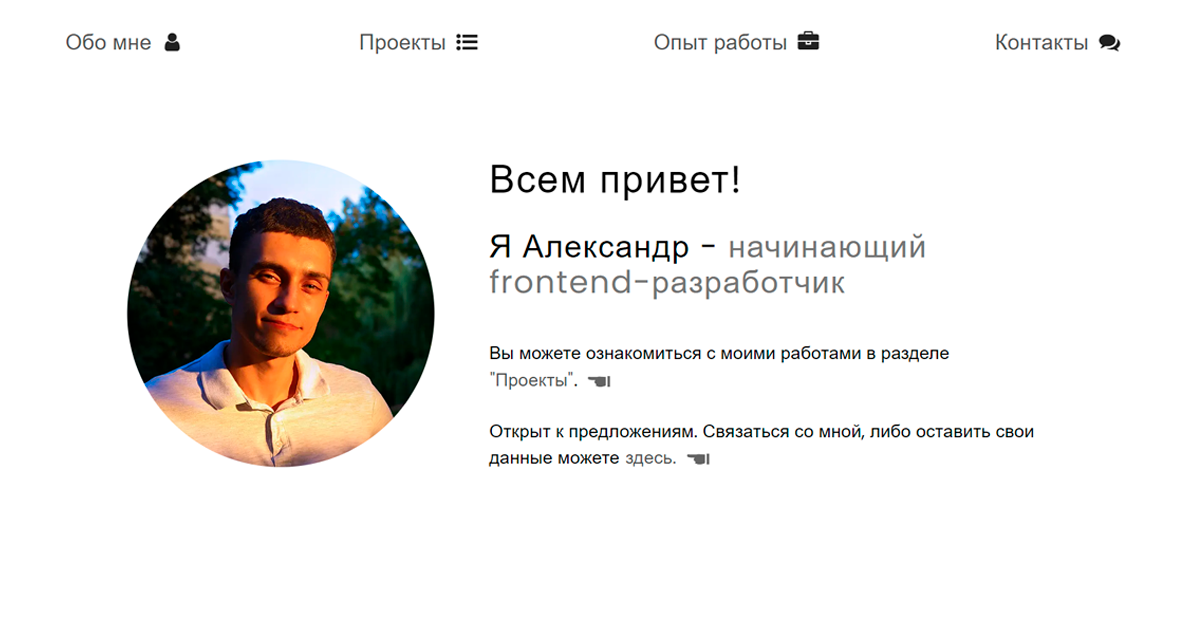 Обо мне
Проекты
Опыт работы
Контакты
Всем привет!
Я Александр - начинающий
frontend-разработчик
Вы можете ознакомиться с моими работами в разделе
"Проекты".
Открыт к предложениям. Связаться со мной, либо оставить свои
данные можете здесь.